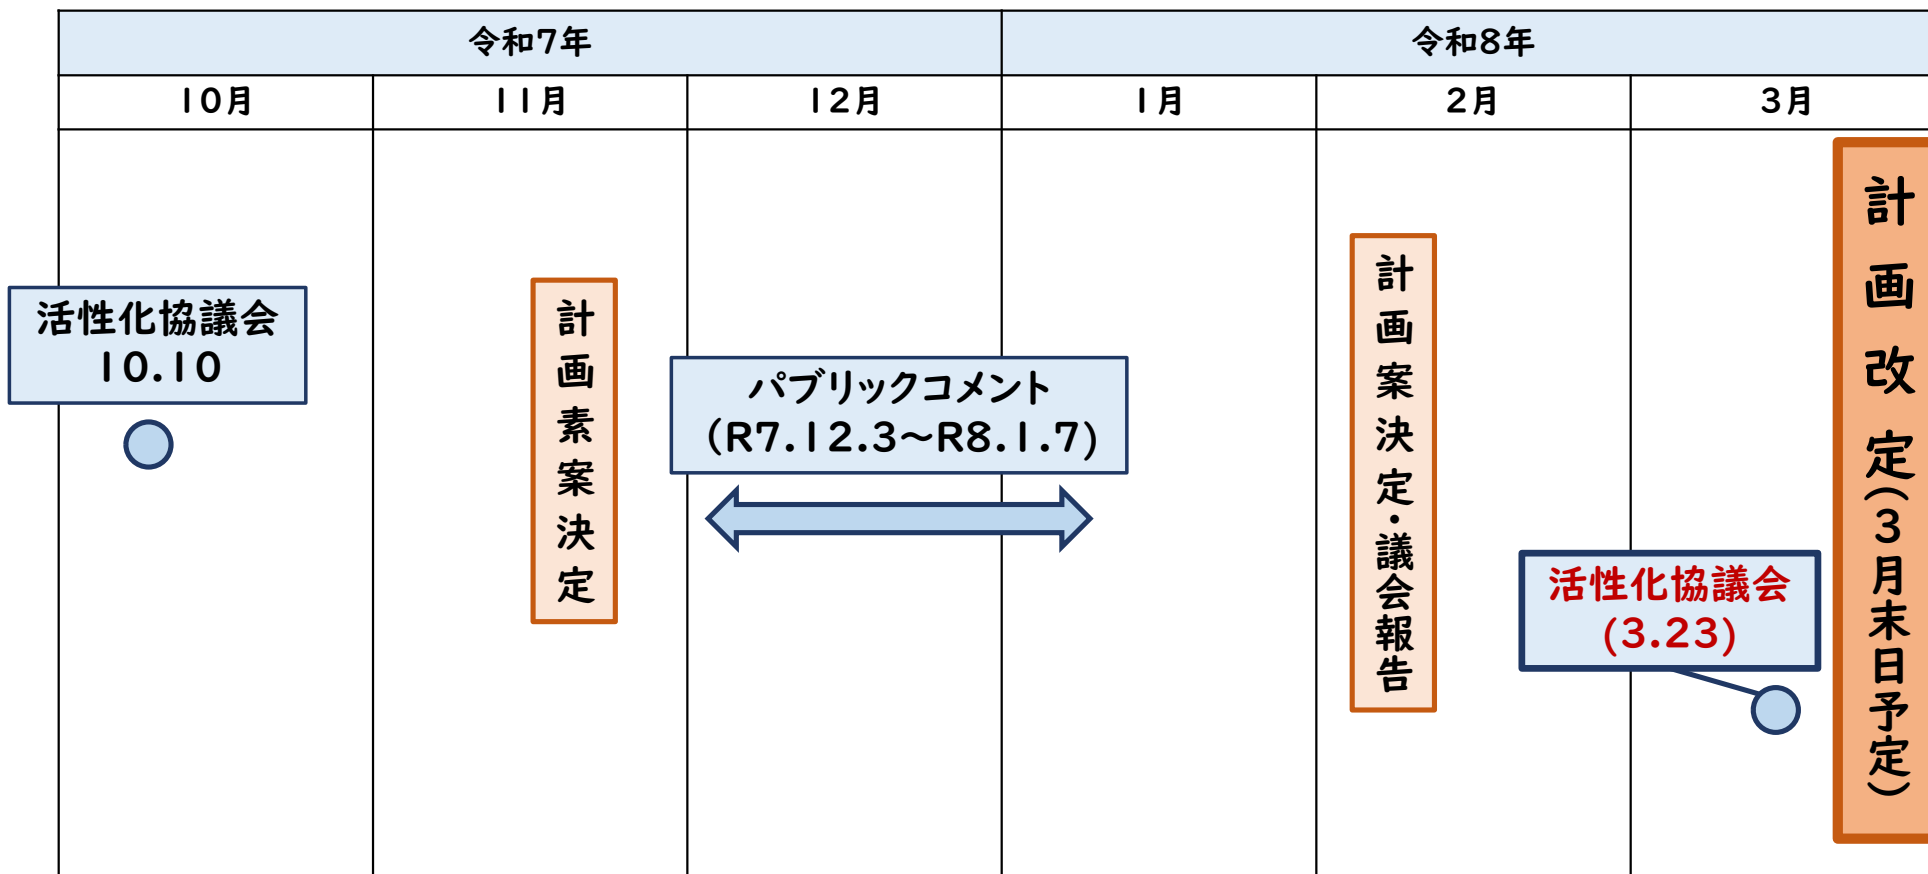 令和7年
令和8年
10月
11月
12月
1月
2月
3月
活性化協議会
10.10
計画素案決定
パブリックコメント
(R7.12.3～R8.1.7)
計画案決定・議会報告
活性化協議会
(3.23)
計画改定(3月末日予定)